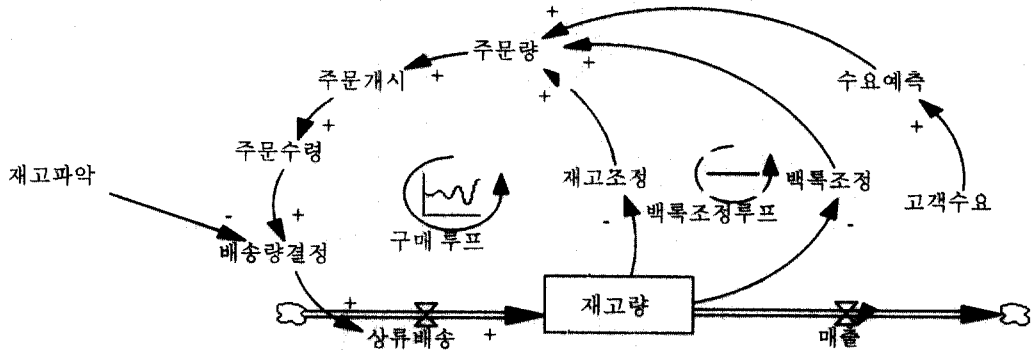 +
주문량
+
+
주문개시
+
수요예측
+
+
주문수령
재고파악
재고조정
백록조정
고객수요
-
+
-
백록조정루프
-
구매 루프
배송량결정
재고량
+
상류배송
+
매출